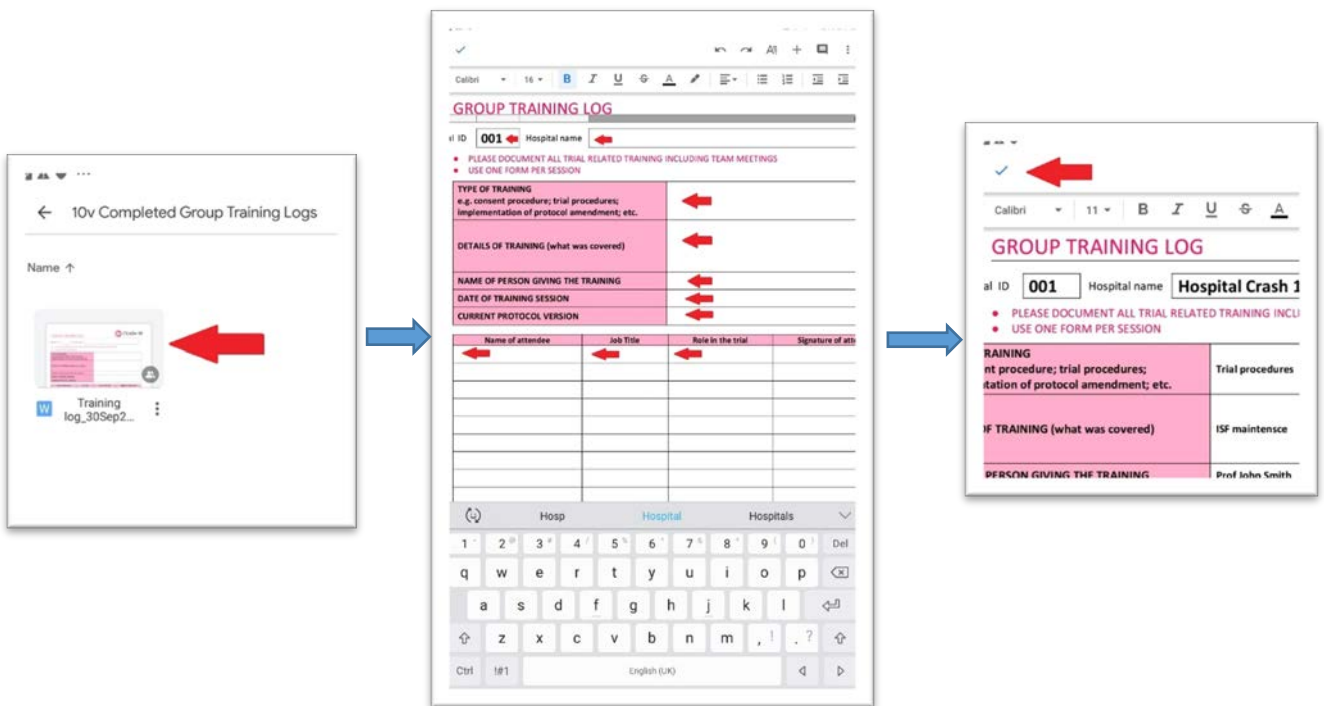 10v Completed Group Training Logs
Name ↑
W Training
log_30Sep2...
Calibri 16 B I U S A
GROUP TRAINING LOG
al ID 001 Hospital name
• PLEASE DOCUMENT ALL TRIAL RELATED TRAINING INCLUDING TEAM MEETINGS
• USE ONE FORM PER SESSION
TYPE OF TRAINING
e.g. consent procedure; trial procedures;
implementation of protocol amendment; etc.
DETAILS OF TRAINING (what was covered)
NAME OF PERSON GIVING THE TRAINING
DATE OF TRAINING SESSION
CURRENT PROTOCOL VERSION
Name of attendee Job Title Role in the trial Signature of att
Hosp Hospital Hospitals
1 2 @ 3 # 4 / 5 % 6 ^ 7 & 8 * 9 ( 0 ) Del
q w e r t y u i o p
a s d f g h j k l
z x c v b n m , ! . ?
Ctrl !#1 English (UK)
Calibri 11 B I U S A
GROUP TRAINING LOG
al ID 001 Hospital name Hospital Crash 1
• PLEASE DOCUMENT ALL TRIAL RELATED TRAINING INCLU
• USE ONE FORM PER SESSION
RAINING
nt procedure; trial procedures;
tation of protocol amendment; etc.
Trial procedures
OF TRAINING (what was covered) ISF maintensce
PERSON GIVING THE TRAINING Prof John Smith